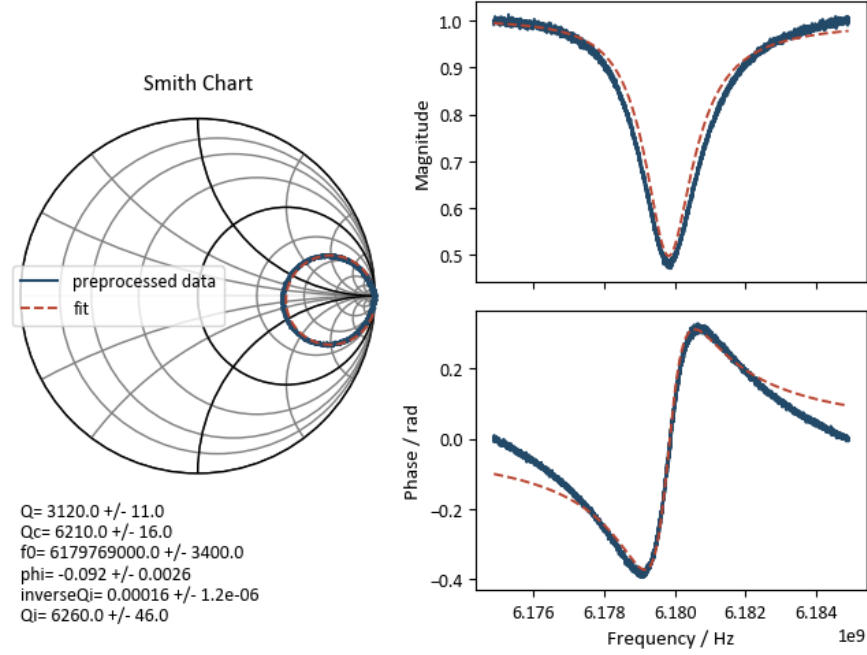 Smith Chart
preprocessed data
fit
Q= 3120.0 +/- 11.0
Qc= 6210.0 +/- 16.0
f0= 6179769000.0 +/- 3400.0
phi= -0.092 +/- 0.0026
inverseQi= 0.00016 +/- 1.2e-06
Qi= 6260.0 +/- 46.0
Magnitude
1.0
0.9
0.8
0.7
0.6
0.5
Phase / rad
0.2
0.0
−0.2
−0.4
6.176
6.178
6.180
6.182
6.184
1e9
Frequency / Hz